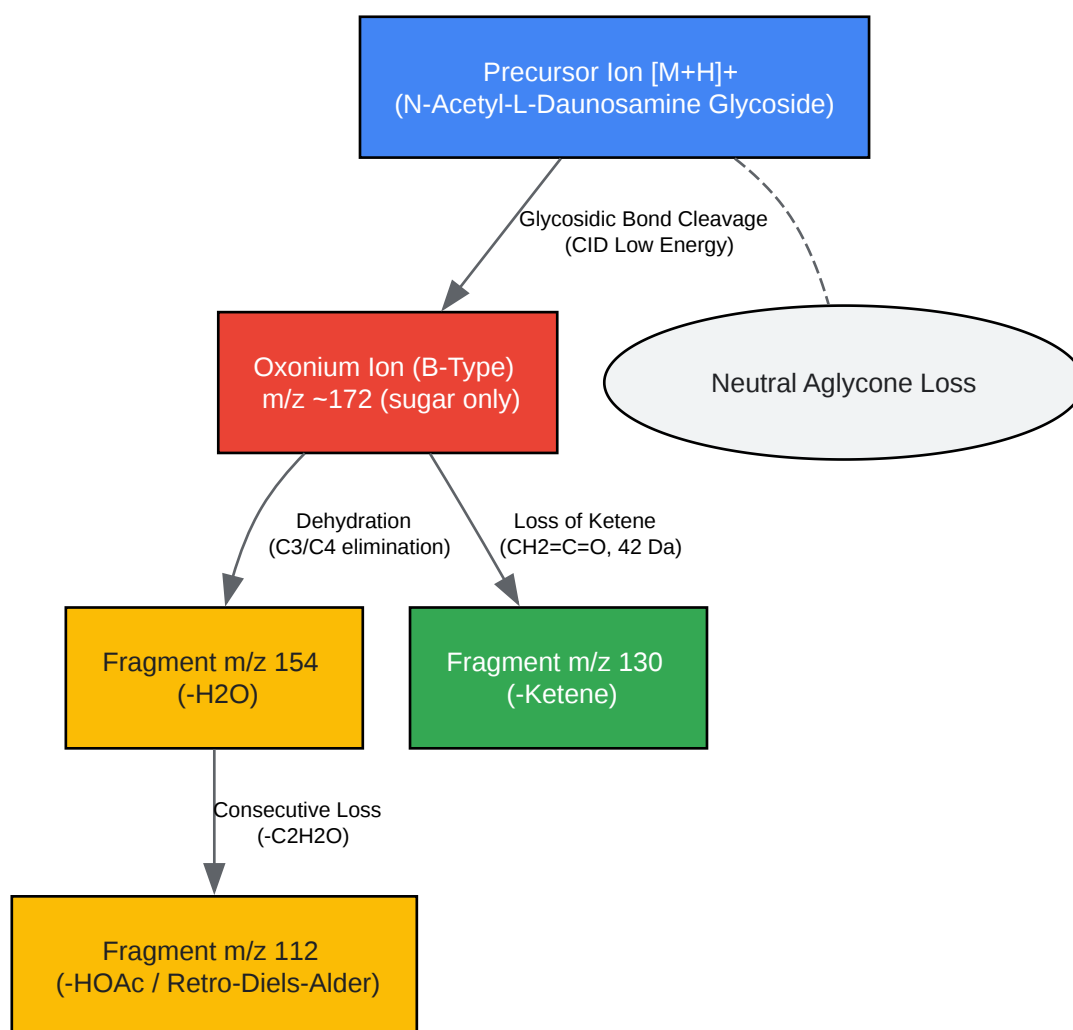 Precursor Ion [M+H]+
(N-Acetyl-L-Daunosamine Glycoside)
Glycosidic Bond Cleavage
(CID Low Energy)
Oxonium Ion (B-Type)
m/z ~172 (sugar only)
Neutral Aglycone Loss
Dehydration
(C3/C4 elimination)
Loss of Ketene
(CH2=C=O, 42 Da)
Fragment m/z 154
(-H2O)
Fragment m/z 130
(-Ketene)
Consecutive Loss
(-C2H2O)
Fragment m/z 112
(-HOAc / Retro-Diels-Alder)